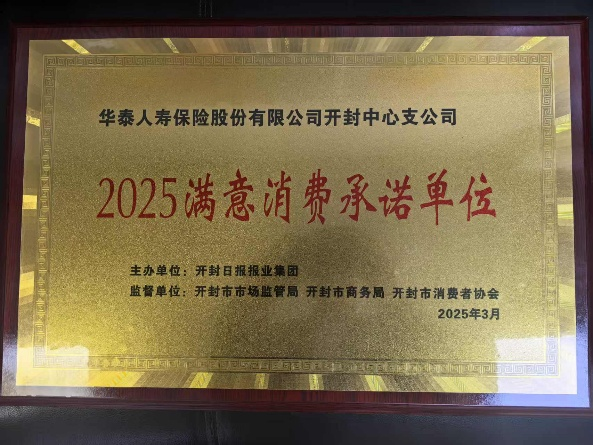 华泰人寿保险股份有限公司开封中心支公司
2025满意消费承诺单位
主办单位：开封日报报业集团
监督单位：开封市市场监管局 开封市商务局 开封市消费者协会
2025年3月